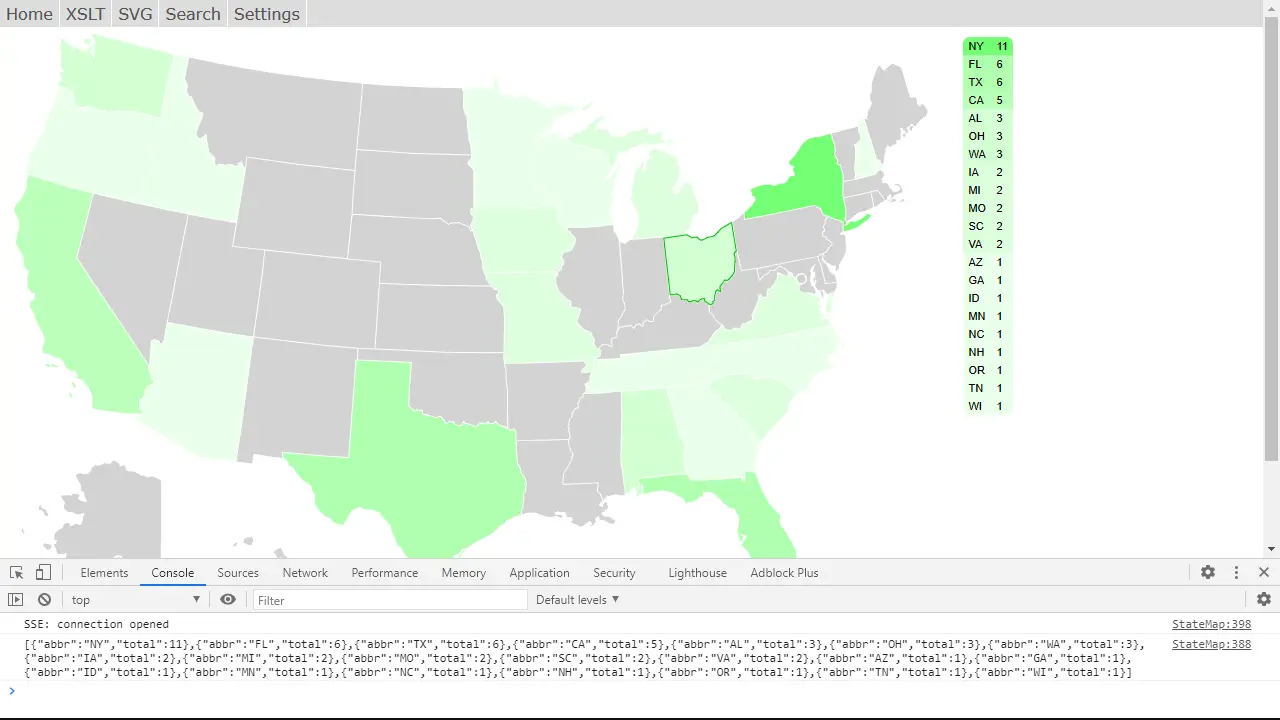 Home XSLT SVG Search Settings
NY 11
FL 6
TX 6
CA 5
AL 3
OH 3
WA 3
IA 2
MI 2
MO 2
SC 2
VA 2
AZ 1
GA 1
ID 1
MN 1
NC 1
NH 1
OR 1
TN 1
WI 1
Elements Console Sources Network Performance Memory Application Security Lighthouse Adblock Plus
top ▼ Filter Default levels ▼
SSE: connection opened StateMap:398
[{"abbr":"NY","total":11},{"abbr":"FL","total":6},{"abbr":"TX","total":6},{"abbr":"CA","total":5},{"abbr":"AL","total":3},{"abbr":"OH","total":3},{"abbr":"WA","total":3}, StateMap:388
{"abbr":"IA","total":2},{"abbr":"MI","total":2},{"abbr":"MO","total":2},{"abbr":"SC","total":2},{"abbr":"VA","total":2},{"abbr":"AZ","total":1},{"abbr":"GA","total":1},
{"abbr":"ID","total":1},{"abbr":"MN","total":1},{"abbr":"NC","total":1},{"abbr":"NH","total":1},{"abbr":"OR","total":1},{"abbr":"TN","total":1},{"abbr":"WI","total":1}]